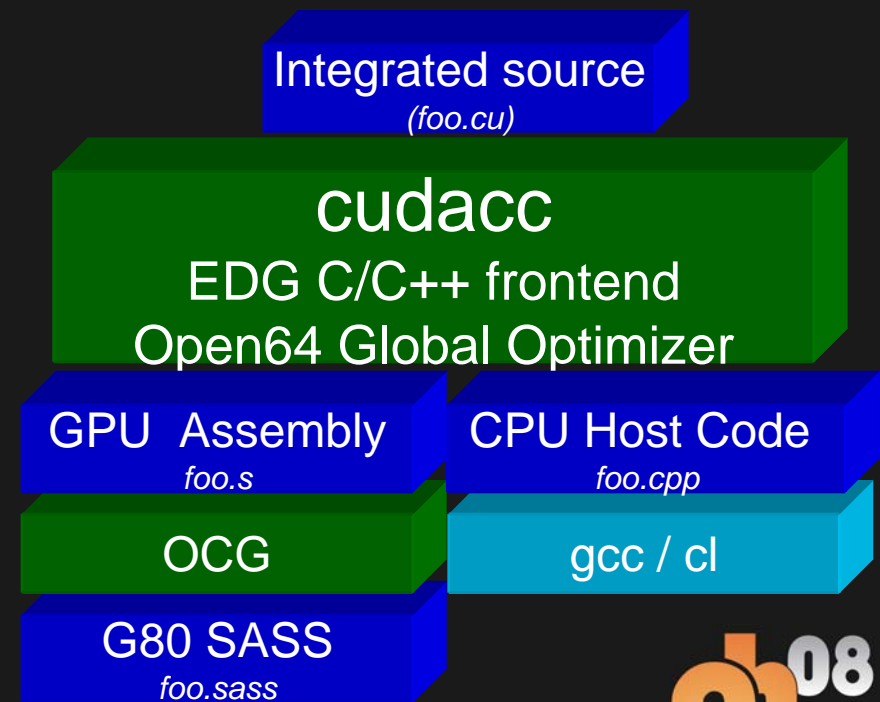 Integrated source
(foo.cu)
cudacc
EDG C/C++ frontend
Open64 Global Optimizer
GPU Assembly
foo.s
CPU Host Code
foo.cpp
OCG
gcc / cl
G80 SASS
foo.sass
08